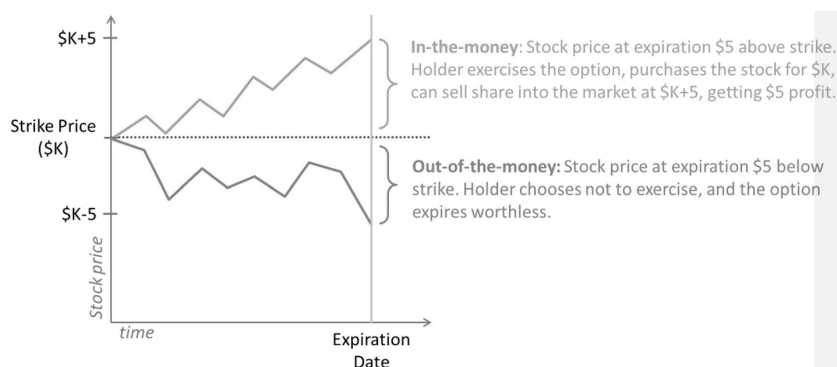 $K+5
In-the-money: Stock price at expiration $5 above strike.
Holder exercises the option, purchases the stock for $K,
can sell share into the market at $K+5, getting $5 profit.
Strike Price
($K)
Out-of-the-money: Stock price at expiration $5 below
strike. Holder chooses not to exercise, and the option
expires worthless.
$K-5
Stock price
time
Expiration
Date